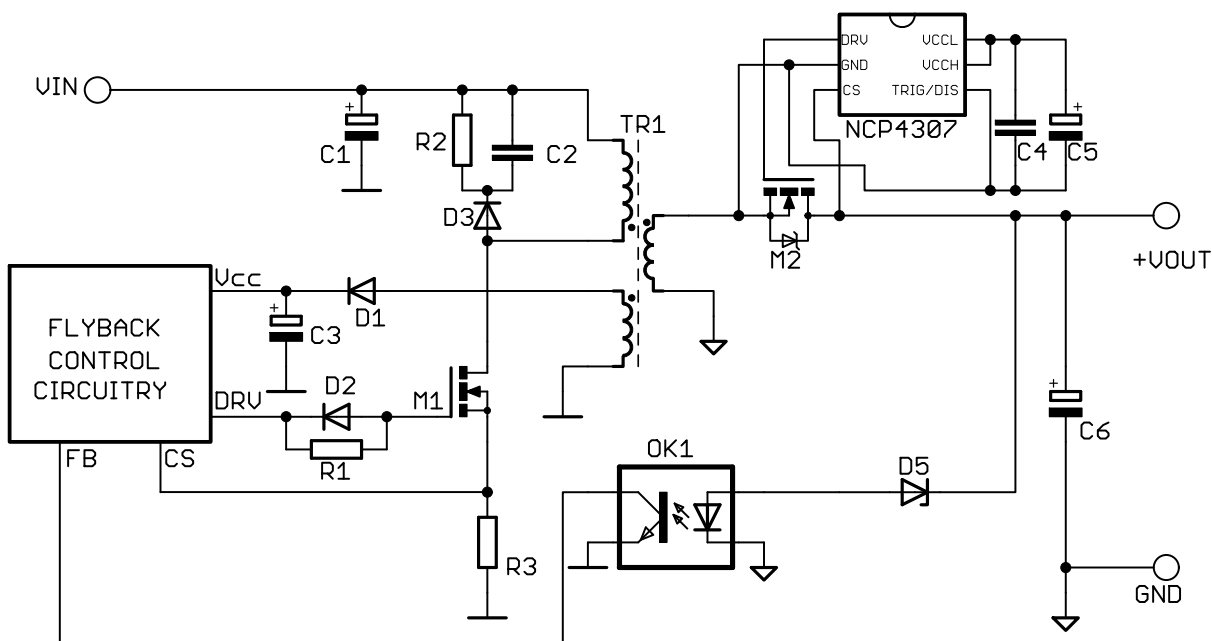 VIN
C1
R2
C2
D3
TR1
DRV
GND
CS
VCCL
VCCH
TRIG/DIS
NCP4307
C4
C5
M2
+VOUT
FLYBACK
CONTROL
CIRCUITRY
Vcc
DRV
FB
CS
C3
D1
D2
R1
M1
R3
OK1
D5
C6
GND
+
+
+
+